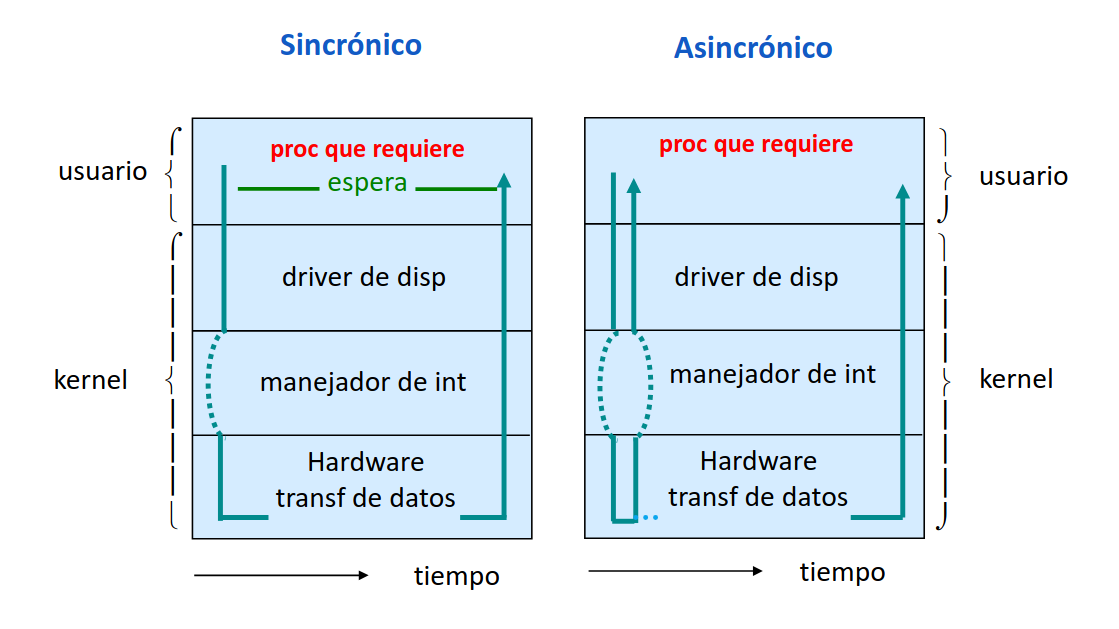 Sincrónico
usuario
kernel
proc que requiere
espera
driver de disp
manejador de int
Hardware
transf de datos
tiempo
Asincrónico
proc que requiere
driver de disp
manejador de int
Hardware
transf de datos
usuario
kernel
tiempo